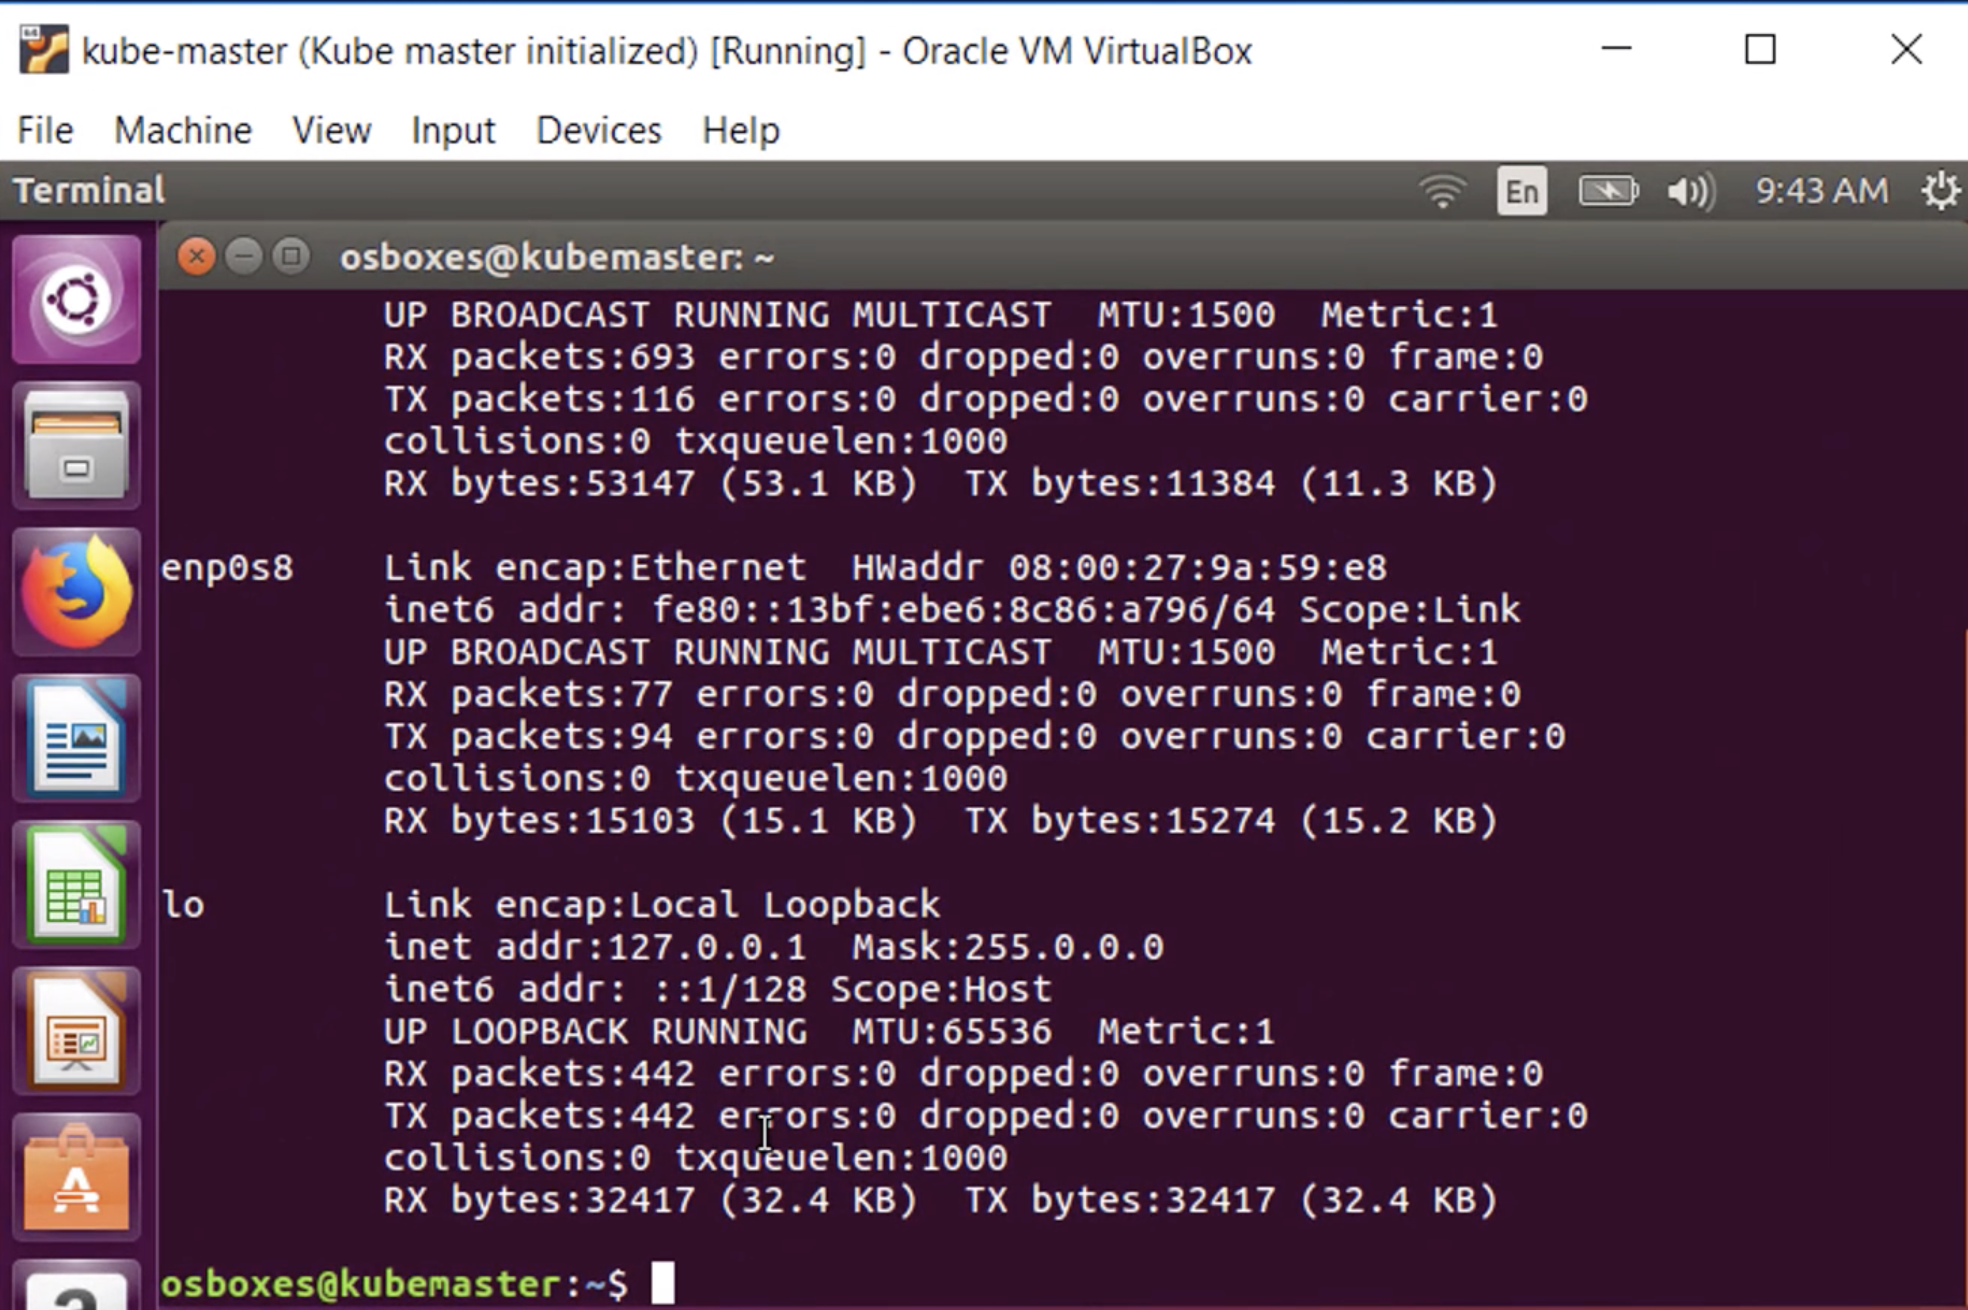 kube-master (Kube master initialized) [Running] - Oracle VM VirtualBox
File Machine View Input Devices Help
Terminal En 9:43 AM
osboxes@kubemaster: ~
UP BROADCAST RUNNING MULTICAST  MTU:1500  Metric:1
RX packets:693 errors:0 dropped:0 overruns:0 frame:0
TX packets:116 errors:0 dropped:0 overruns:0 carrier:0
collisions:0 txqueuelen:1000
RX bytes:53147 (53.1 KB)  TX bytes:11384 (11.3 KB)
enp0s8    Link encap:Ethernet  HWaddr 08:00:27:9a:59:e8
inet6 addr: fe80::13bf:ebe6:8c86:a796/64 Scope:Link
UP BROADCAST RUNNING MULTICAST  MTU:1500  Metric:1
RX packets:77 errors:0 dropped:0 overruns:0 frame:0
TX packets:94 errors:0 dropped:0 overruns:0 carrier:0
collisions:0 txqueuelen:1000
RX bytes:15103 (15.1 KB)  TX bytes:15274 (15.2 KB)
lo        Link encap:Local Loopback
inet addr:127.0.0.1  Mask:255.0.0.0
inet6 addr: ::1/128 Scope:Host
UP LOOPBACK RUNNING  MTU:65536  Metric:1
RX packets:442 errors:0 dropped:0 overruns:0 frame:0
TX packets:442 errors:0 dropped:0 overruns:0 carrier:0
collisions:0 txqueuelen:1000
RX bytes:32417 (32.4 KB)  TX bytes:32417 (32.4 KB)
osboxes@kubemaster:~$